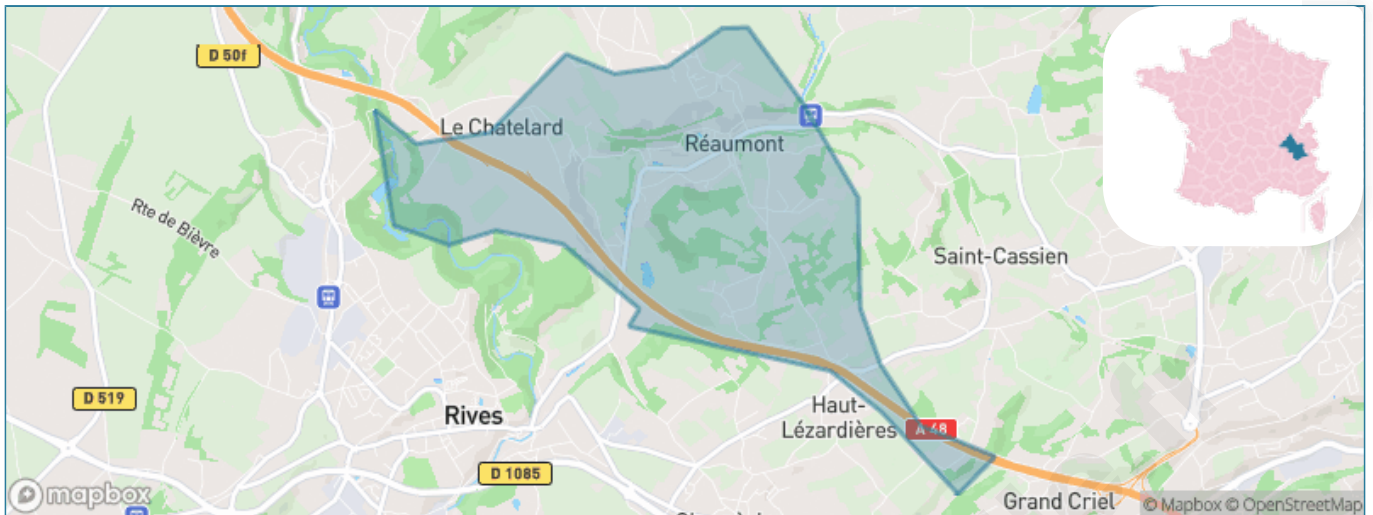 D 50f
Le Chatelard
Réaumont
Rte de Bièvre
Saint-Cassien
D 519
Rives
Haut-
Lézardières
A 48
D 1085
Grand Criel
mapbox
© Mapbox © OpenStreetMap